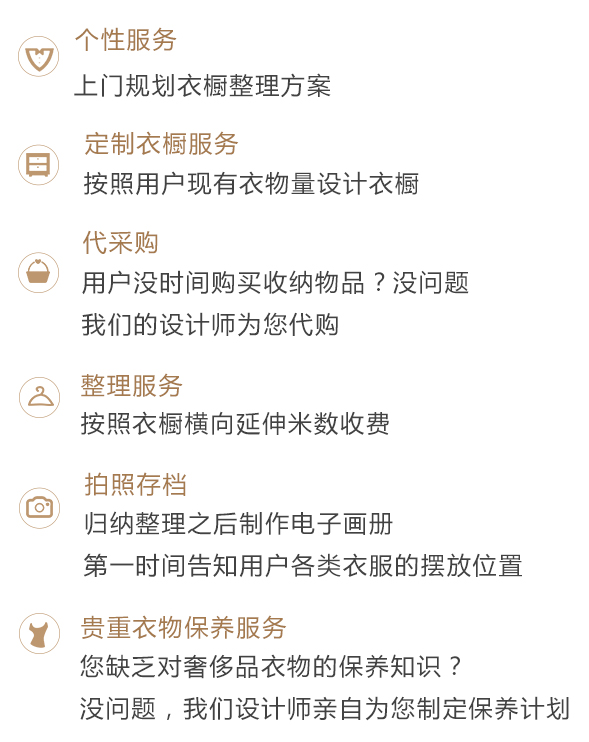 个性服务
上门规划衣橱整理方案
定制衣橱服务
按照用户现有衣物量设计衣橱
代采购
用户没时间购买收纳物品？没问题
我们的设计师为您代购
整理服务
按照衣橱横向延伸米数收费
拍照存档
归纳整理之后制作电子画册
第一时间告知用户各类衣服的摆放位置
贵重衣物保养服务
您缺乏对奢侈品衣物的保养知识？
没问题，我们设计师亲自为您制定保养计划